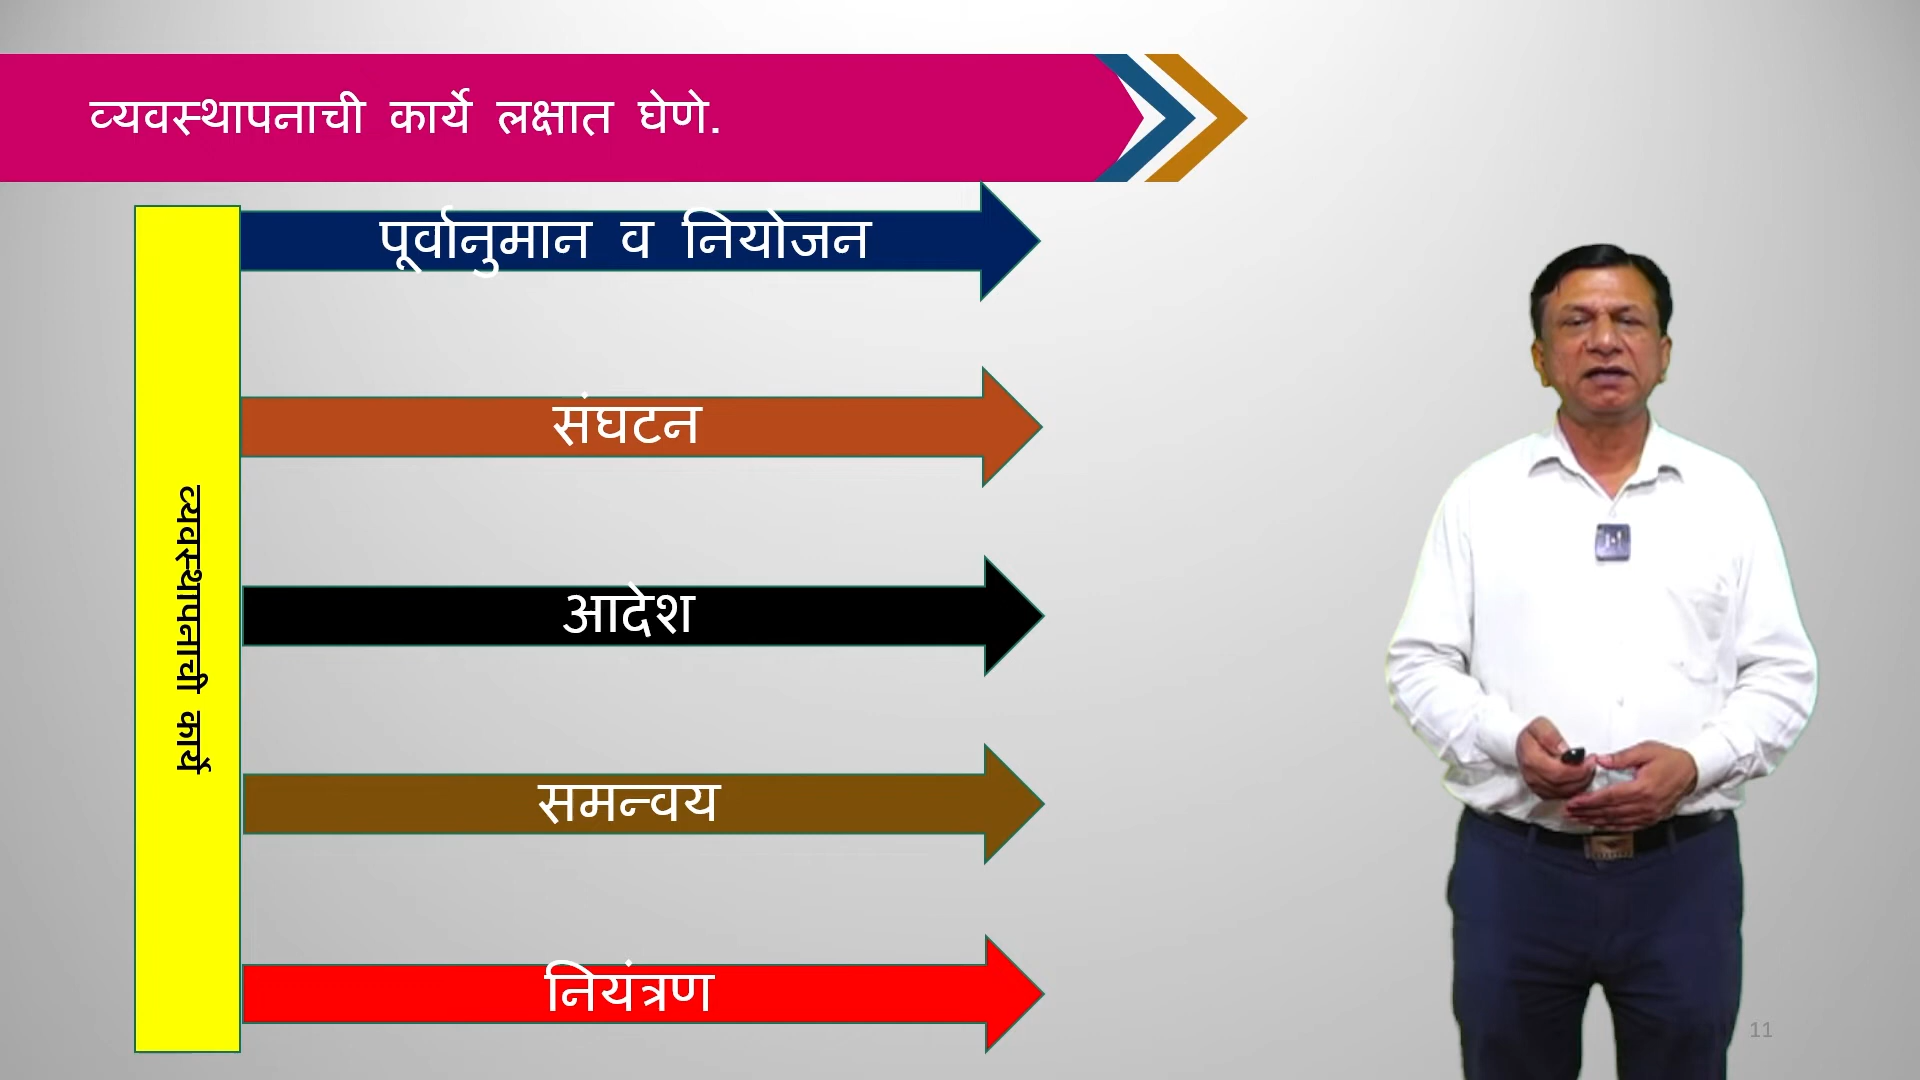 व्यवस्थापनाची कार्ये लक्षात घेणे.
व्यवस्थापनाची कार्ये
पूर्वानुमान व नियोजन
संघटन
आदेश
समन्वय
नियंत्रण
11